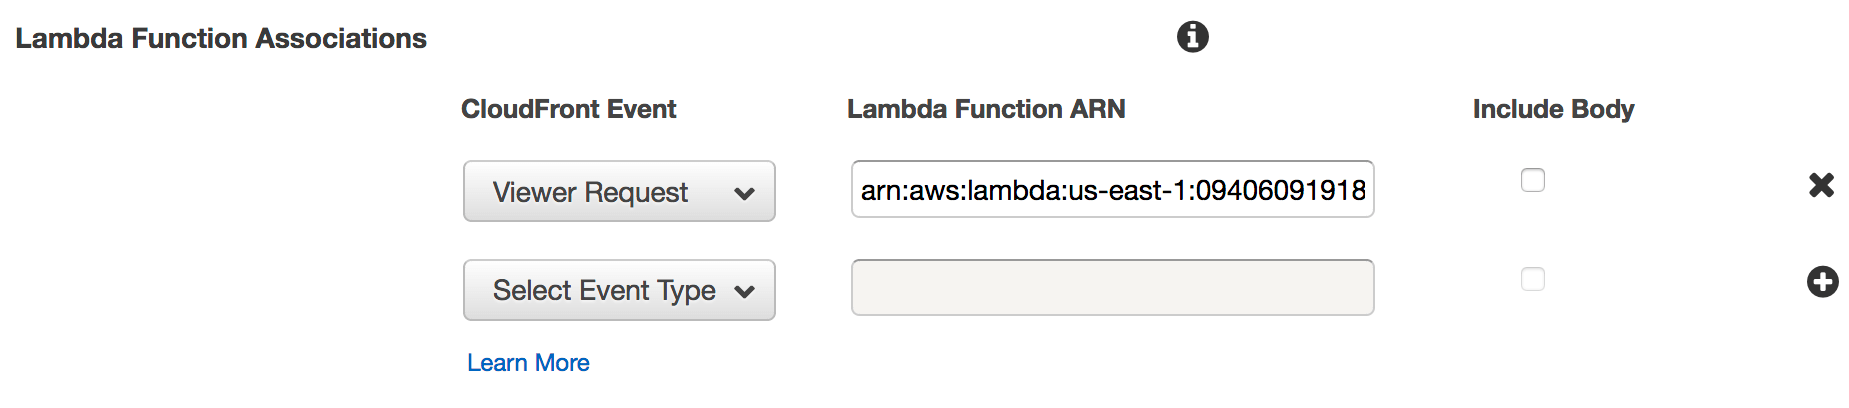 Lambda Function Associations
CloudFront Event Lambda Function ARN Include Body
Viewer Request arn:aws:lambda:us-east-1:09406091918
Select Event Type
Learn More